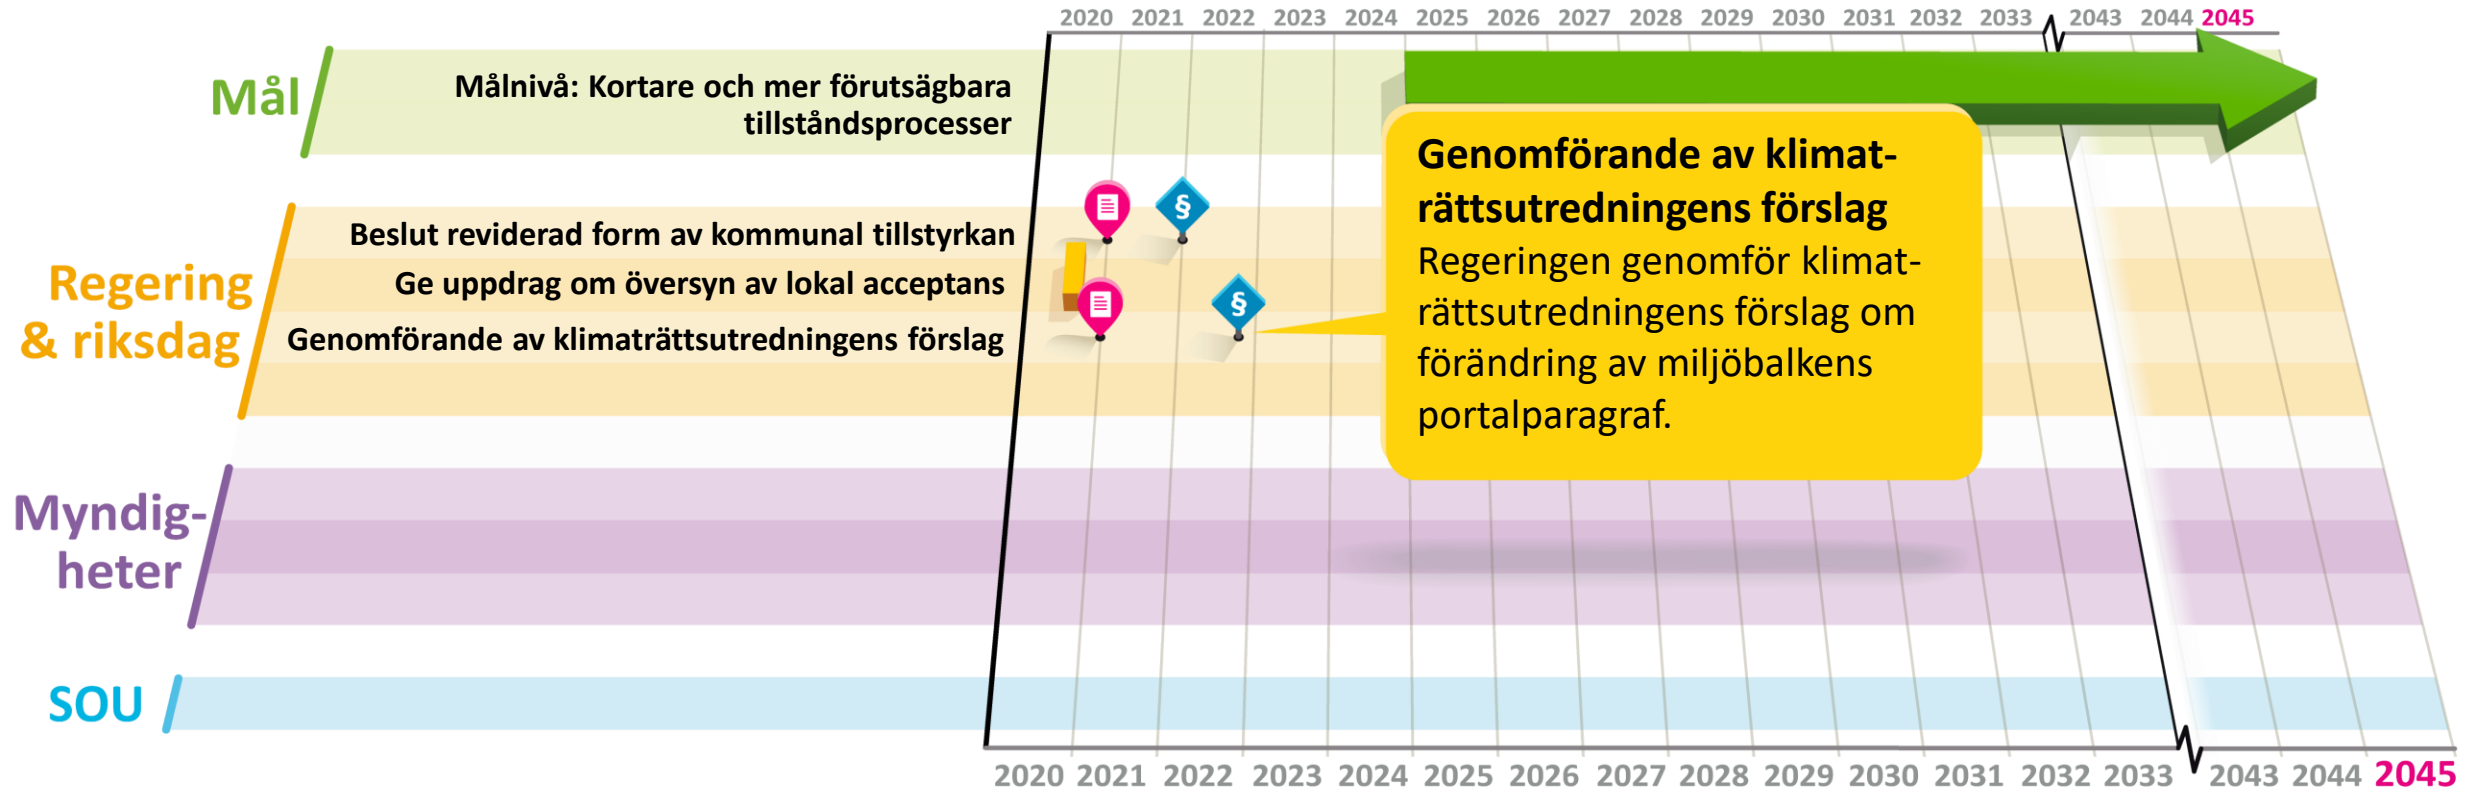 2020 2021 2022 2023 2024 2025 2026 2027 2028 2029 2030 2031 2032 2033 2043 2044 2045
Mål
Målnivå: Kortare och mer förutsägbara
tillståndsprocesser
Regering
& riksdag
Beslut reviderad form av kommunal tillstyrkan
Ge uppdrag om översyn av lokal acceptans
Genomförande av klimaträttsutredningens förslag
§
§
Genomförande av klimat-
rättsutredningens förslag
Regeringen genomför klimat-
rättsutredningens förslag om
förändring av miljöbalkens
portalparagraf.
Myndig-
heter
SOU
2020 2021 2022 2023 2024 2025 2026 2027 2028 2029 2030 2031 2032 2033 2043 2044 2045